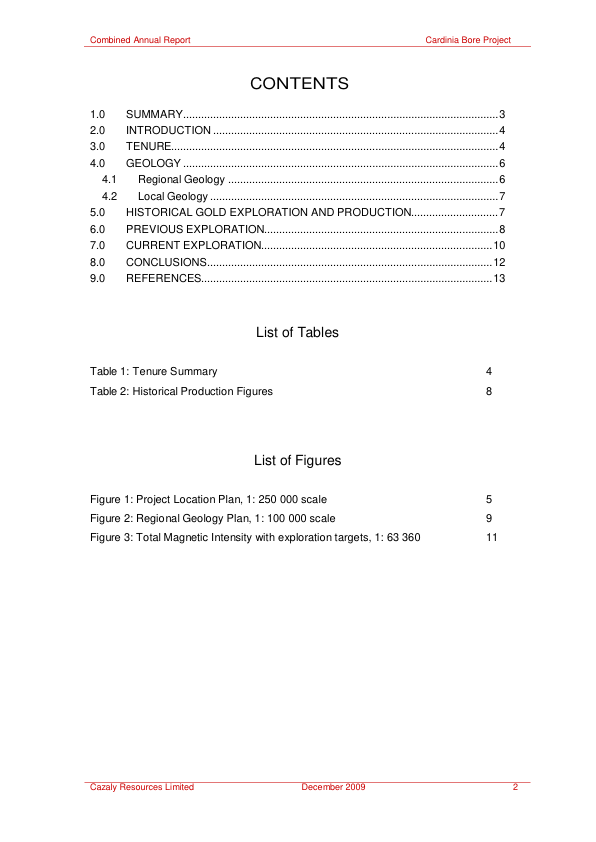 Combined Annual Report Cardinia Bore Project
CONTENTS
1.0 SUMMARY.........................................................................................................3
2.0 INTRODUCTION ...............................................................................................4
3.0 TENURE.............................................................................................................4
4.0 GEOLOGY .........................................................................................................6
4.1 Regional Geology ..........................................................................................6
4.2 Local Geology ................................................................................................7
5.0 HISTORICAL GOLD EXPLORATION AND PRODUCTION.............................7
6.0 PREVIOUS EXPLORATION..............................................................................8
7.0 CURRENT EXPLORATION.............................................................................10
8.0 CONCLUSIONS...............................................................................................12
9.0 REFERENCES.................................................................................................13
List of Tables
Table 1: Tenure Summary 4
Table 2: Historical Production Figures 8
List of Figures
Figure 1: Project Location Plan, 1: 250 000 scale 5
Figure 2: Regional Geology Plan, 1: 100 000 scale 9
Figure 3: Total Magnetic Intensity with exploration targets, 1: 63 360 11
Cazaly Resources Limited December 2009 2